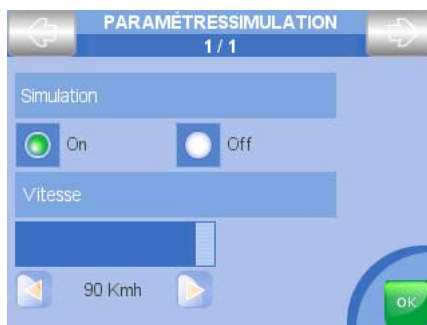 PARAMÉTRESSIMULATION
1 / 1
Simulation
On Off
Vitesse
90 Kmh
OK